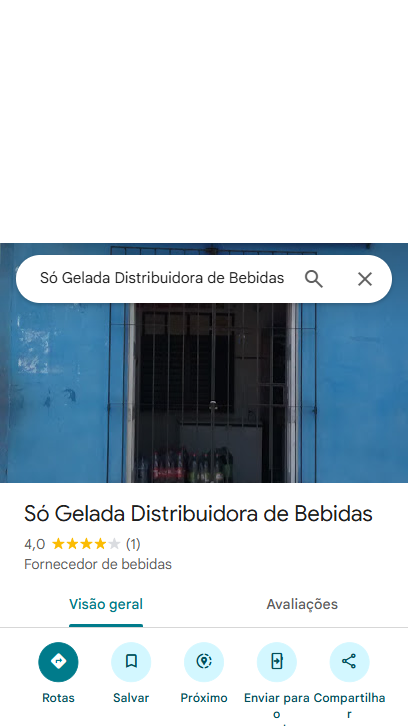 Só Gelada Distribuidora de Bebidas
Só Gelada Distribuidora de Bebidas
4,0 (1)
Fornecedor de bebidas
Visão geral Avaliações
Rotas Salvar Próximo Enviar para o Compartilhar